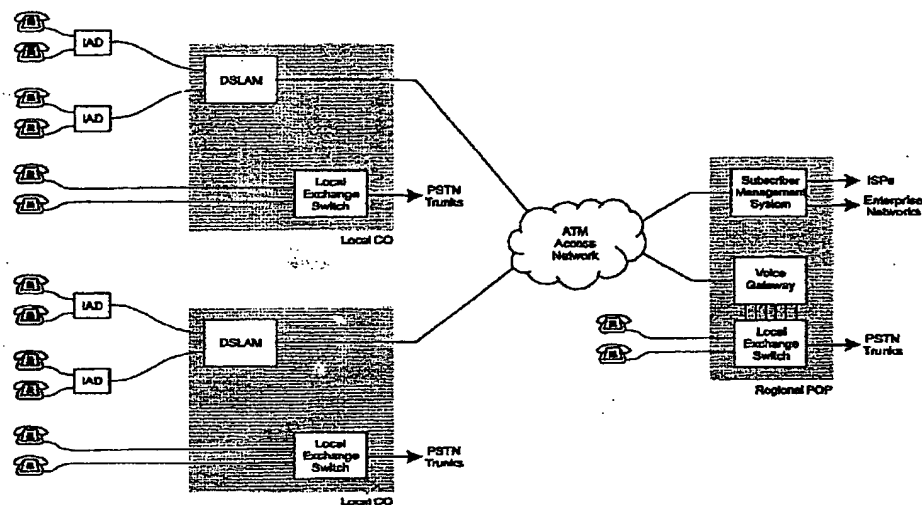 IAD
DSLAM
IAD
Local
Exchange
Switch
PSTN
Trunks
Local CO
ATM
Access
Network
Subscriber
Management
System
ISPs
Enterprise
Networks
Voice
Gateway
Local
Exchange
Switch
PSTN
Trunks
Regional POP
IAD
DSLAM
IAD
Local
Exchange
Switch
PSTN
Trunks
Local CO